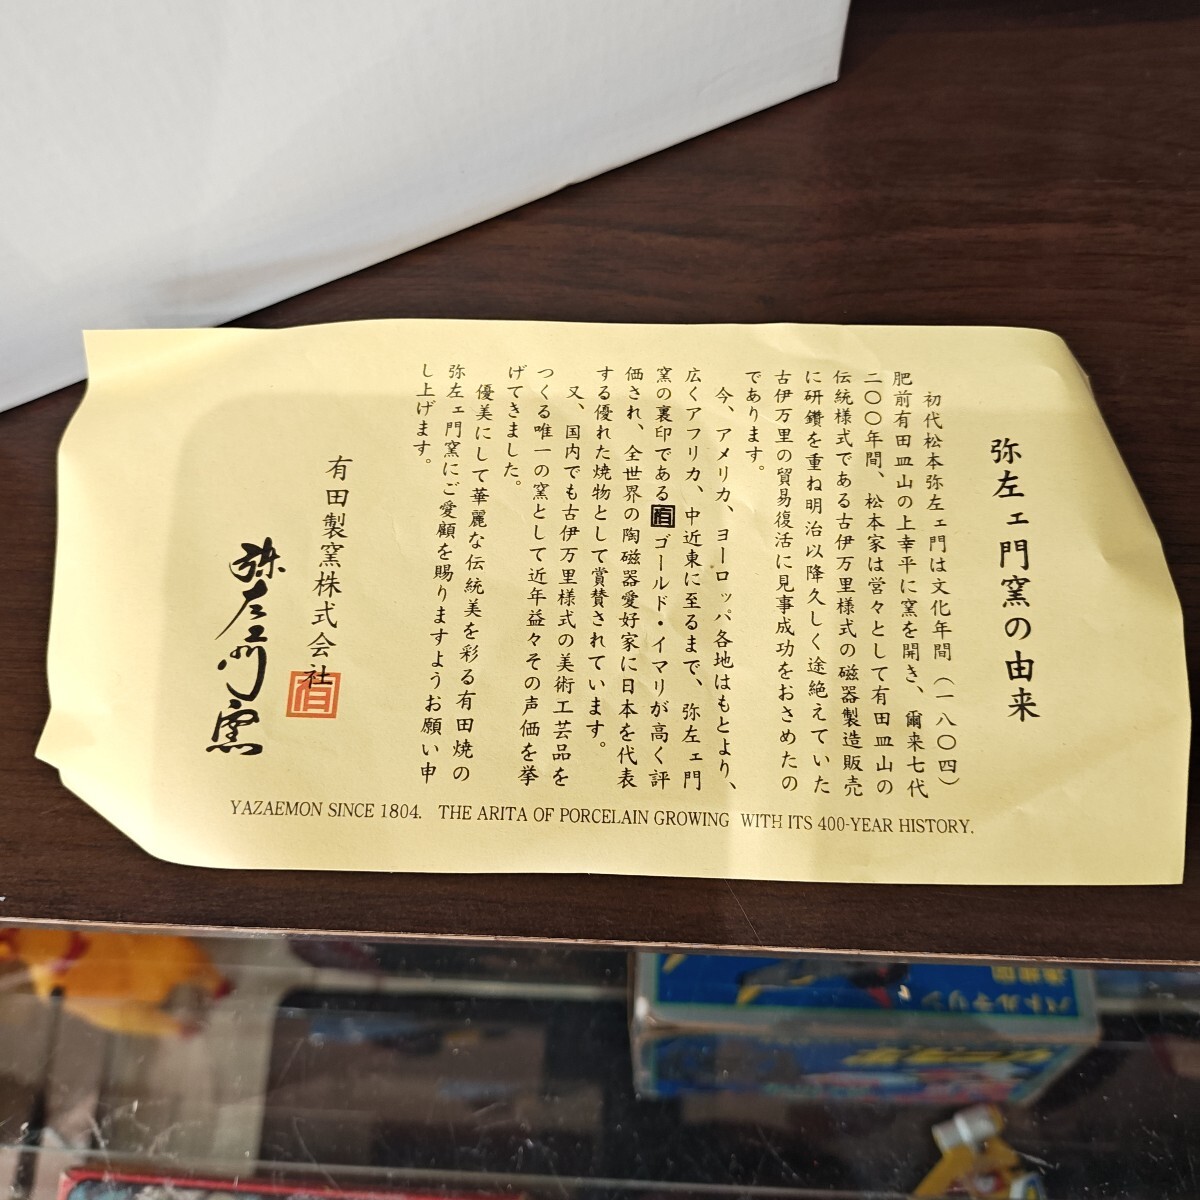 弥左ェ門窯の由来
初代松本弥左ェ門は文化年間（一八〇四）
肥前有田皿山の上幸平に窯を開き、爾来七代
二〇〇年間、松本家は営々として有田皿山の
伝統様式である古伊万里様式の磁器製造販売
に研鑽を重ね明治以降久しく途絶えていた
古伊万里の貿易復活に見事成功をおさめたの
であります。
今、アメリカ、ヨーロッパ各地はもとより、
広くアフリカ、中近東に至るまで、弥左ェ門
窯の裏印である有ゴールド・イマリが高く評
価され、全世界の陶磁器愛好家に日本を代表
する優れた焼物として賞賛されています。
又、国内でも古伊万里様式の美術工芸品を
つくる唯一の窯として近年益々その声価を挙
げてきました。
優美にして華麗な伝統美を彩る有田焼の
弥左ェ門窯にご愛顧を賜りますようお願い申
し上げます。
有田製窯株式会社
有
弥左ェ門窯
YAZAEMON SINCE 1804. THE ARITA OF PORCELAIN GROWING WITH ITS 400-YEAR HISTORY.
バトルキリン